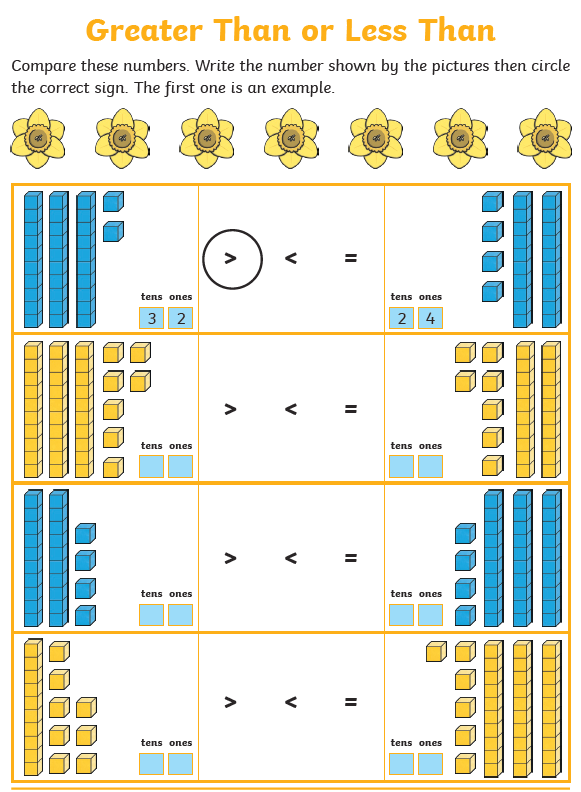 Greater Than or Less Than
Compare these numbers. Write the number shown by the pictures then circle
the correct sign. The first one is an example.
> < =
tens ones
3 2
tens ones
2 4
> < =
tens ones
tens ones
> < =
tens ones
tens ones
> < =
tens ones
tens ones